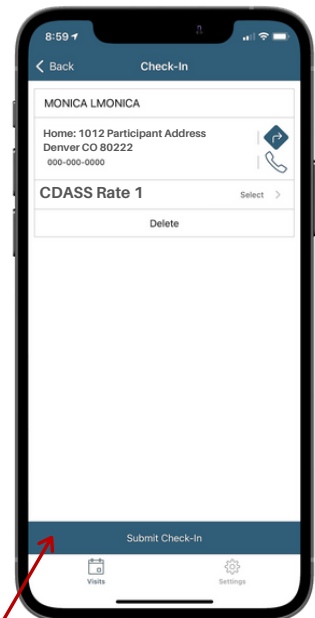 8:59
Back Check-In
MONICA LMONICA
Home: 1012 Participant Address
Denver CO 80222
000-000-0000
CDASS Rate 1 Select
Delete
Submit Check-In
Visits Settings